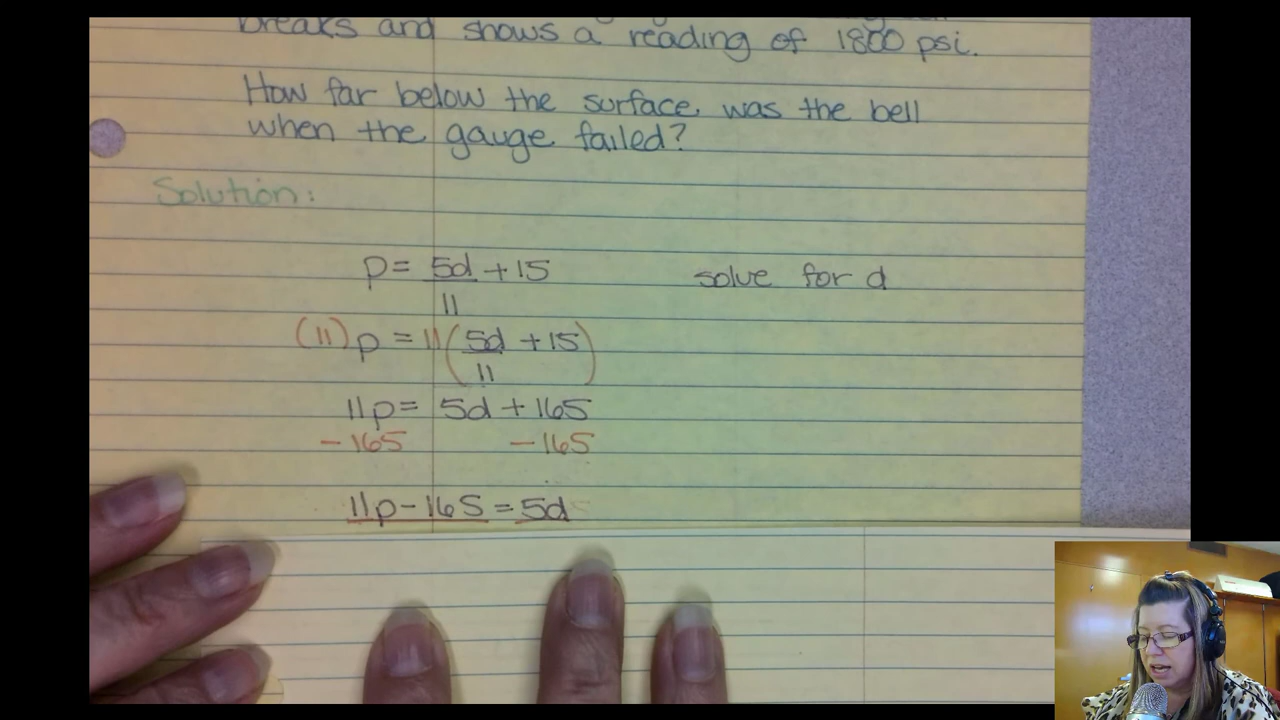 breaks and shows a reading of 1800 psi.
How far below the surface was the bell
when the gauge failed?
Solution:
p = 5d/11 + 15 solve for d
(11)p = 11(5d/11 + 15)
11p = 5d + 165
-165 -165
11p - 165 = 5d